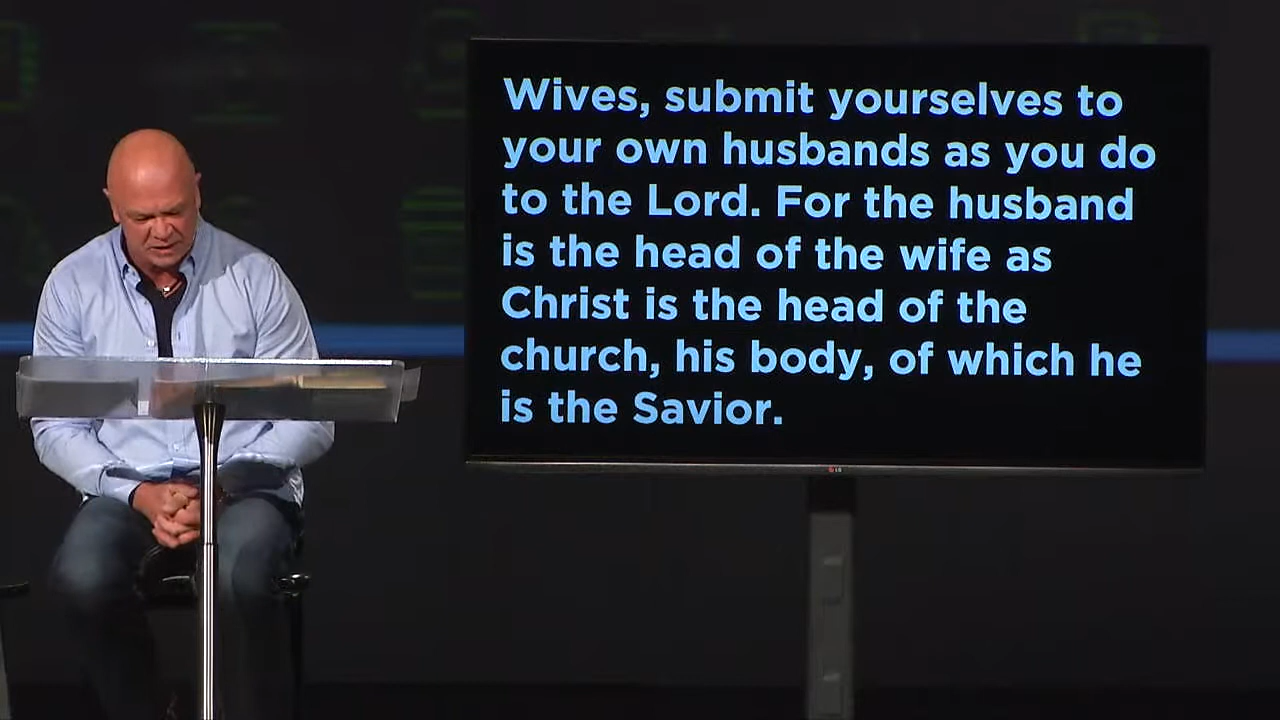 Wives, submit yourselves to
your own husbands as you do
to the Lord. For the husband
is the head of the wife as
Christ is the head of the
church, his body, of which he
is the Savior.
LG